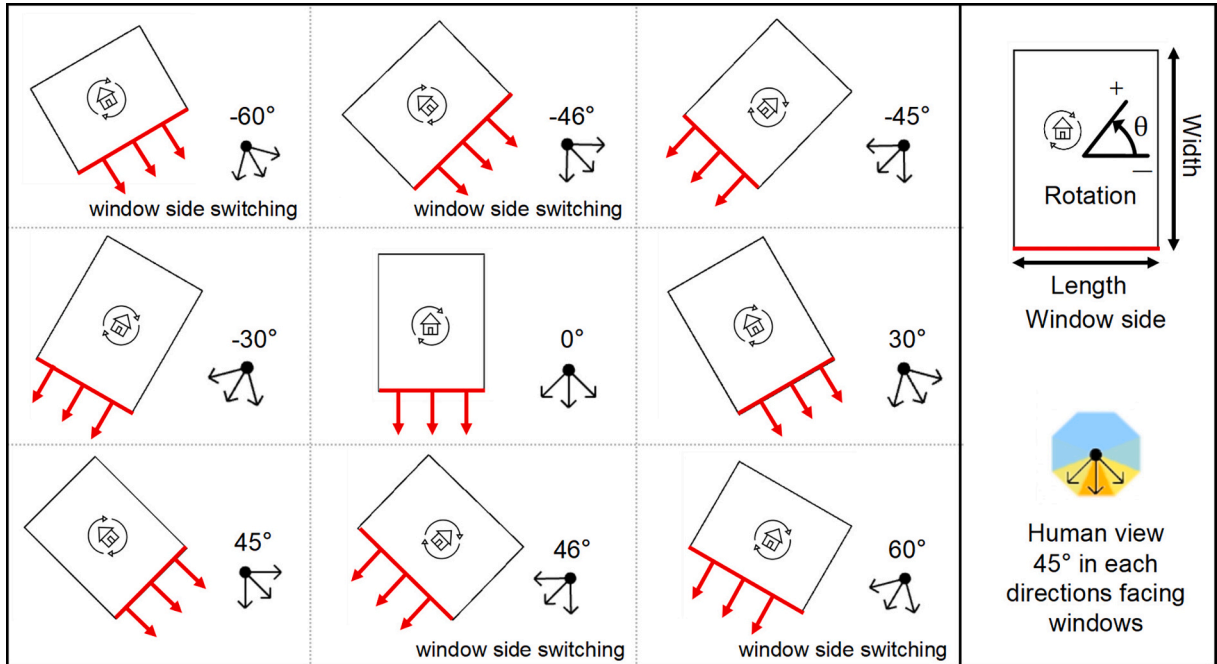 -60°
window side switching
-46°
window side switching
-45°
-30°
0°
30°
45°
46°
window side switching
60°
window side switching
+
θ
—
Rotation
Width
Length
Window side
Human view
45° in each
directions facing
windows